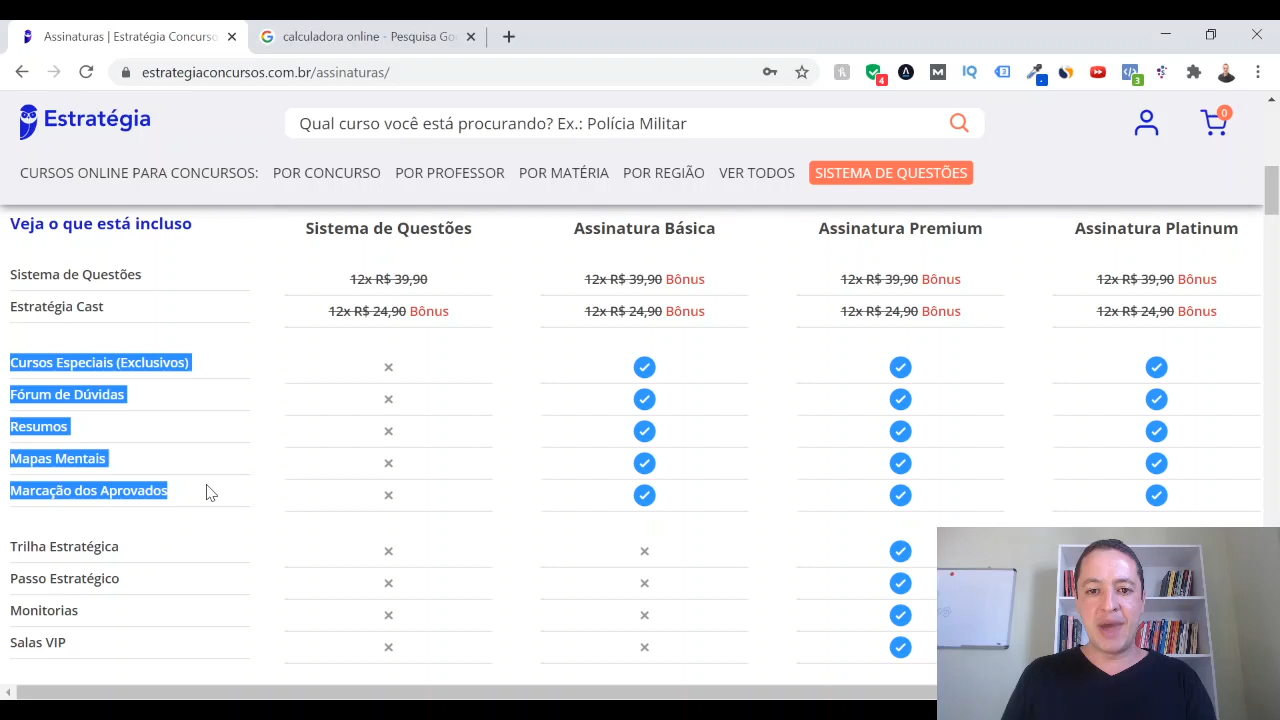 Assinaturas | Estratégia Concurso
calculadora online - Pesquisa Go
estrategiaconcursos.com.br/assinaturas/
4
3
Estratégia
Qual curso você está procurando? Ex.: Polícia Militar
0
CURSOS ONLINE PARA CONCURSOS: POR CONCURSO POR PROFESSOR POR MATÉRIA POR REGIÃO VER TODOS SISTEMA DE QUESTÕES
Veja o que está incluso Sistema de Questões Assinatura Básica Assinatura Premium Assinatura Platinum
Sistema de Questões 12x R$ 39,90 12x R$ 39,90 Bônus 12x R$ 39,90 Bônus 12x R$ 39,90 Bônus
Estratégia Cast 12x R$ 24,90 Bônus 12x R$ 24,90 Bônus 12x R$ 24,90 Bônus 12x R$ 24,90 Bônus
Cursos Especiais (Exclusivos)
Fórum de Dúvidas
Resumos
Mapas Mentais
Marcação dos Aprovados
Trilha Estratégica
Passo Estratégico
Monitorias
Salas VIP